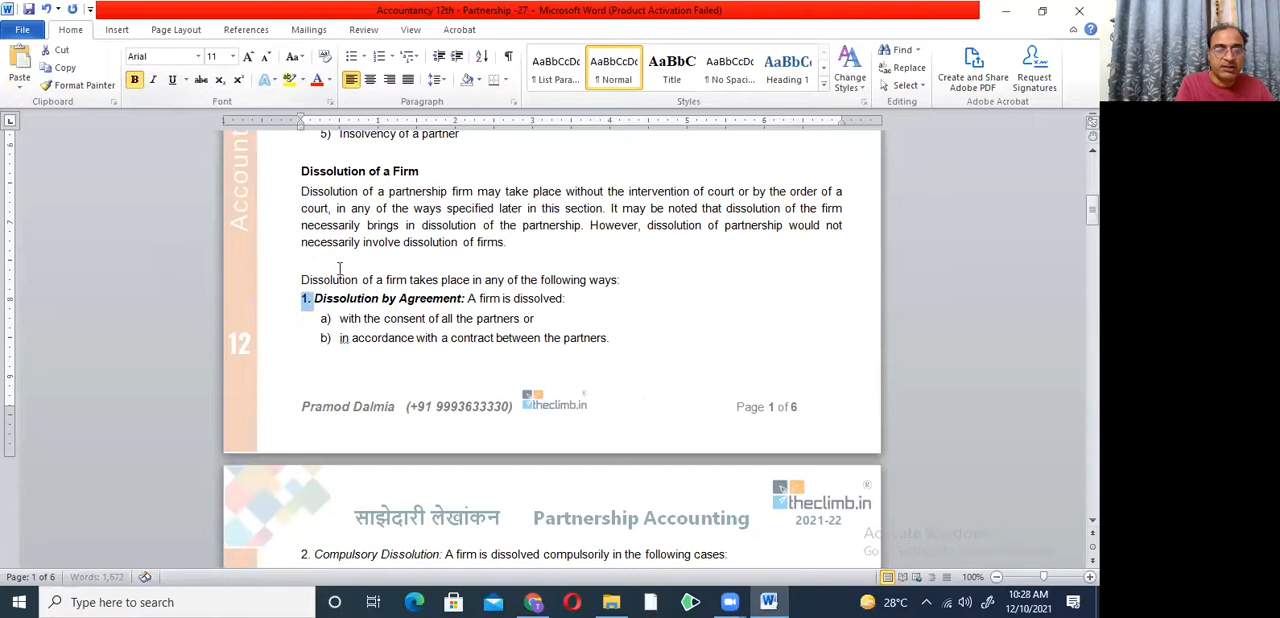 Accountancy 12th - Partnership -27 - Microsoft Word (Product Activation Failed)
File Home Insert Page Layout References Mailings Review View Acrobat
Paste
Cut
Copy
Format Painter
Clipboard
Arial 11
Font
Paragraph
AaBbCcDc AaBbCcDc AaBbC AaBbCcDc AaBbCc
¶ List Para... ¶ Normal Title ¶ No Spaci... Heading 1
Change Styles
Styles
Find
Replace
Select
Editing
Create and Share Adobe PDF
Request Signatures
Adobe Acrobat
Account
12
5) Insolvency of a partner
Dissolution of a Firm
Dissolution of a partnership firm may take place without the intervention of court or by the order of a
court, in any of the ways specified later in this section. It may be noted that dissolution of the firm
necessarily brings in dissolution of the partnership. However, dissolution of partnership would not
necessarily involve dissolution of firms.
Dissolution of a firm takes place in any of the following ways:
1. Dissolution by Agreement: A firm is dissolved:
a) with the consent of all the partners or
b) in accordance with a contract between the partners.
Pramod Dalmia (+91 9993633330) theclimb.in ® Page 1 of 6
theclimb.in ®
साझेदारी लेखांकन Partnership Accounting 2021-22
Activate Windows
2. Compulsory Dissolution: A firm is dissolved compulsorily in the following cases:
Page: 1 of 6 Words: 1,672 100%
Type here to search
28°C
10:28 AM
12/10/2021